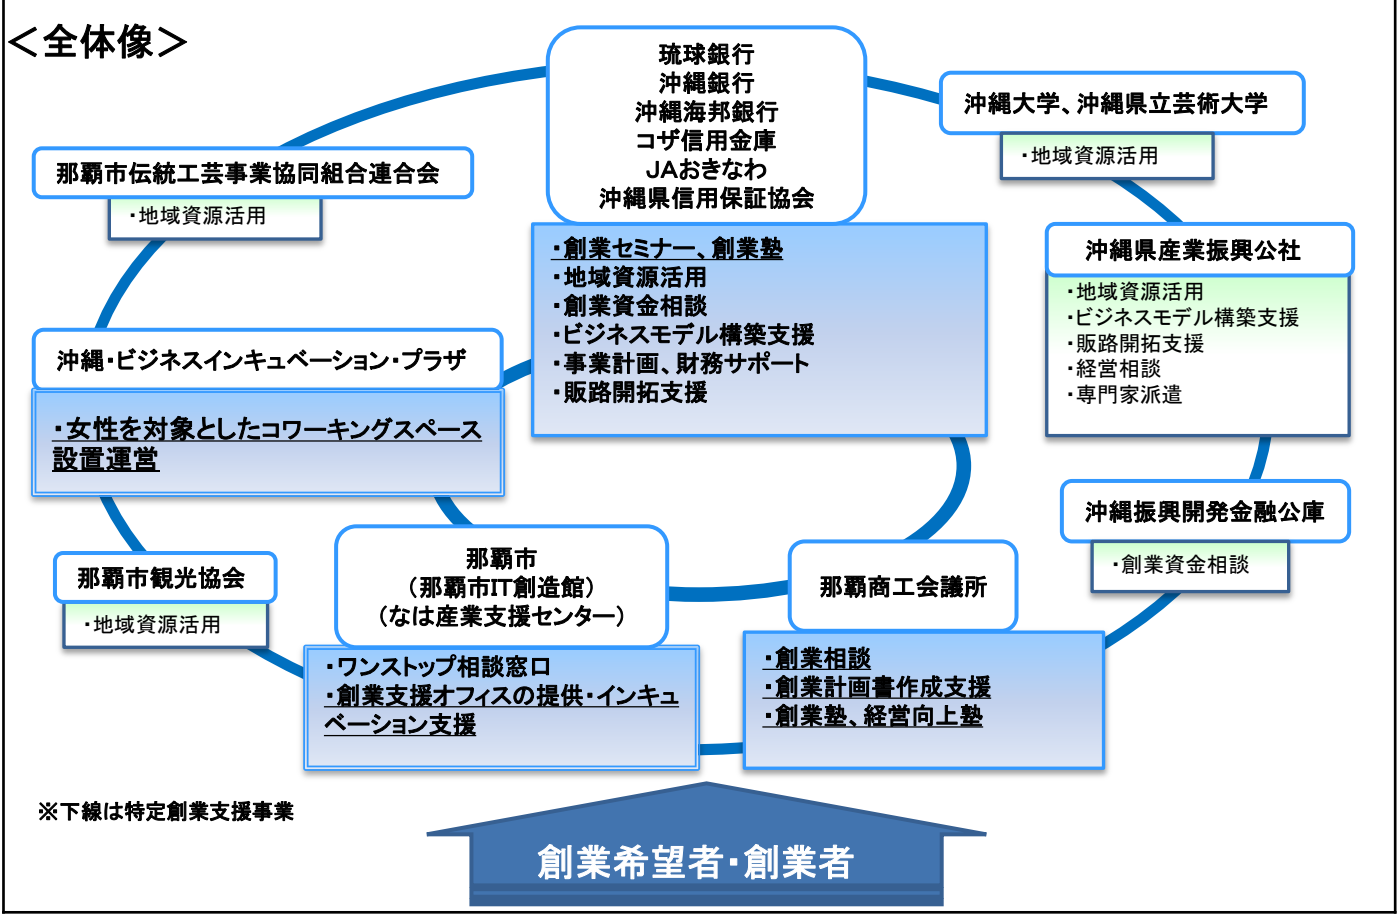 ＜全体像＞
琉球銀行
沖縄銀行
沖縄海邦銀行
コザ信用金庫
JAおきなわ
沖縄県信用保証協会
・創業セミナー、創業塾
・地域資源活用
・創業資金相談
・ビジネスモデル構築支援
・事業計画、財務サポート
・販路開拓支援
沖縄大学、沖縄県立芸術大学
・地域資源活用
那覇市伝統工芸事業協同組合連合会
・地域資源活用
沖縄県産業振興公社
・地域資源活用
・ビジネスモデル構築支援
・販路開拓支援
・経営相談
・専門家派遣
沖縄・ビジネスインキュベーション・プラザ
・女性を対象としたコワーキングスペース
設置運営
沖縄振興開発金融公庫
・創業資金相談
那覇市観光協会
・地域資源活用
那覇市
（那覇市IT創造館）
（なは産業支援センター）
・ワンストップ相談窓口
・創業支援オフィスの提供・インキュ
ベーション支援
那覇商工会議所
・創業相談
・創業計画書作成支援
・創業塾、経営向上塾
※下線は特定創業支援事業
創業希望者・創業者